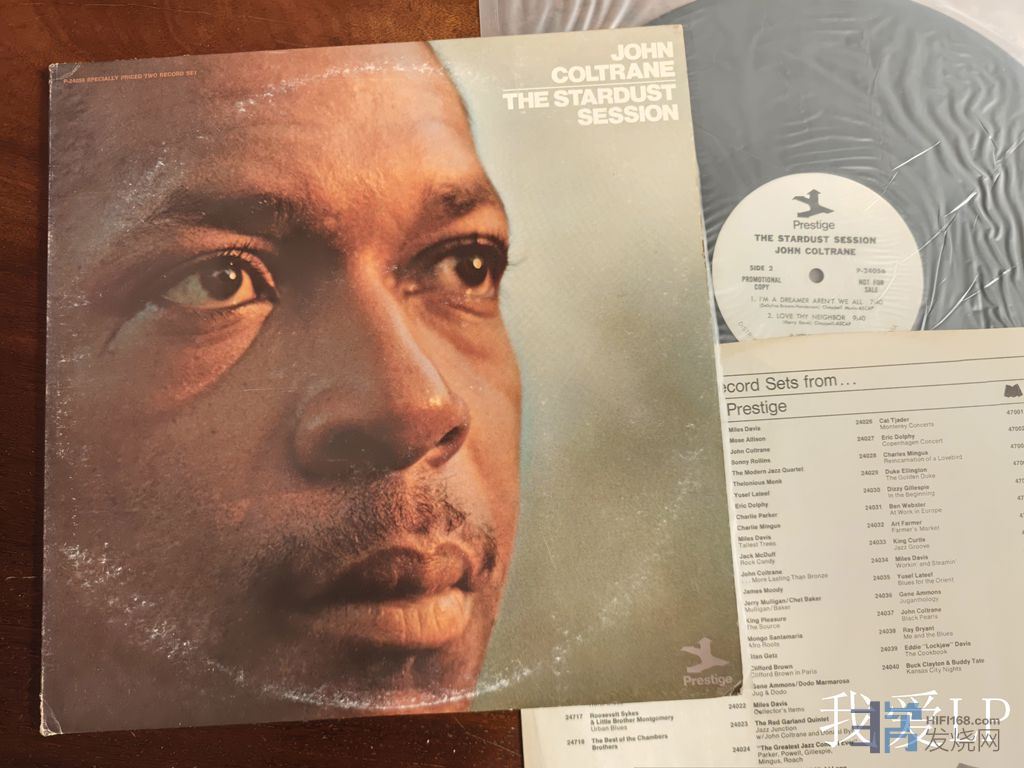 P-24056 SPECIALLY PRICED TWO RECORD SET
JOHN
COLTRANE
THE STARDUST
SESSION
Prestige
Prestige
THE STARDUST SESSION
JOHN COLTRANE
SIDE 2
P-24056
PROMOTIONAL
COPY
NOT FOR
SALE
1. I'M A DREAMER AREN'T WE ALL 7:40
2. LOVE THY NEIGHBOR 9:40
Record Sets from...
Prestige
Miles Davis
Mose Allison
John Coltrane
Sonny Rollins
The Modern Jazz Quartet
Thelonious Monk
Yusef Lateef
Eric Dolphy
Charlie Parker
Charlie Mingus
Miles Davis
Tallest Trees
Jack McDuff
Rock Candy
John Coltrane
...More Lasting Than Bronze
James Moody
Jerry Mulligan/Chet Baker
Mulligan/Baker
King Pleasure
The Source
Mongo Santamaria
Afro Roots
Stan Getz
Clifford Brown
Clifford Brown in Paris
Gene Ammons/Dodo Marmarosa
Jug & Dodo
24022 Miles Davis
Collector's Items
24023 The Red Garland Quintet
Jazz Junction
w/John Coltrane and Donald
24024 "The Greatest Jazz Concert
Parker, Powell, Gillespie,
Mingus, Roach
24026 Cat Tjader
Monterey Concerts
24027 Eric Dolphy
Copenhagen Concert
24028 Charles Mingus
Reincarnation of a Lovebird
24029 Duke Ellington
The Golden Duke
24030 Dizzy Gillespie
In the Beginning
24031 Ben Webster
At Work in Europe
24032 Art Farmer
Farmer's Market
24033 King Curtis
Jazz Groove
24034 Miles Davis
Workin' and Steamin'
24035 Yusef Lateef
Blues for the Orient
24036 Gene Ammons
Juganthology
24037 John Coltrane
Black Pearls
24038 Ray Bryant
Me and the Blues
24039 Eddie "Lockjaw" Davis
The Cookbook
24040 Buck Clayton & Buddy Tate
Kansas City Nights
47001
24717 Roosevelt Sykes
& Little Brother Montgomery
Urban Blues
24719 The Best of the Chambers
Brothers
我爱LP
HIFI168.com
发烧网